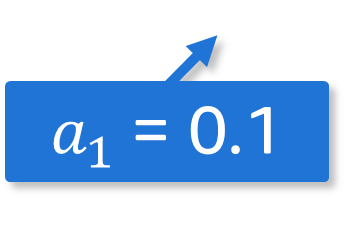 a₁ = 0.1